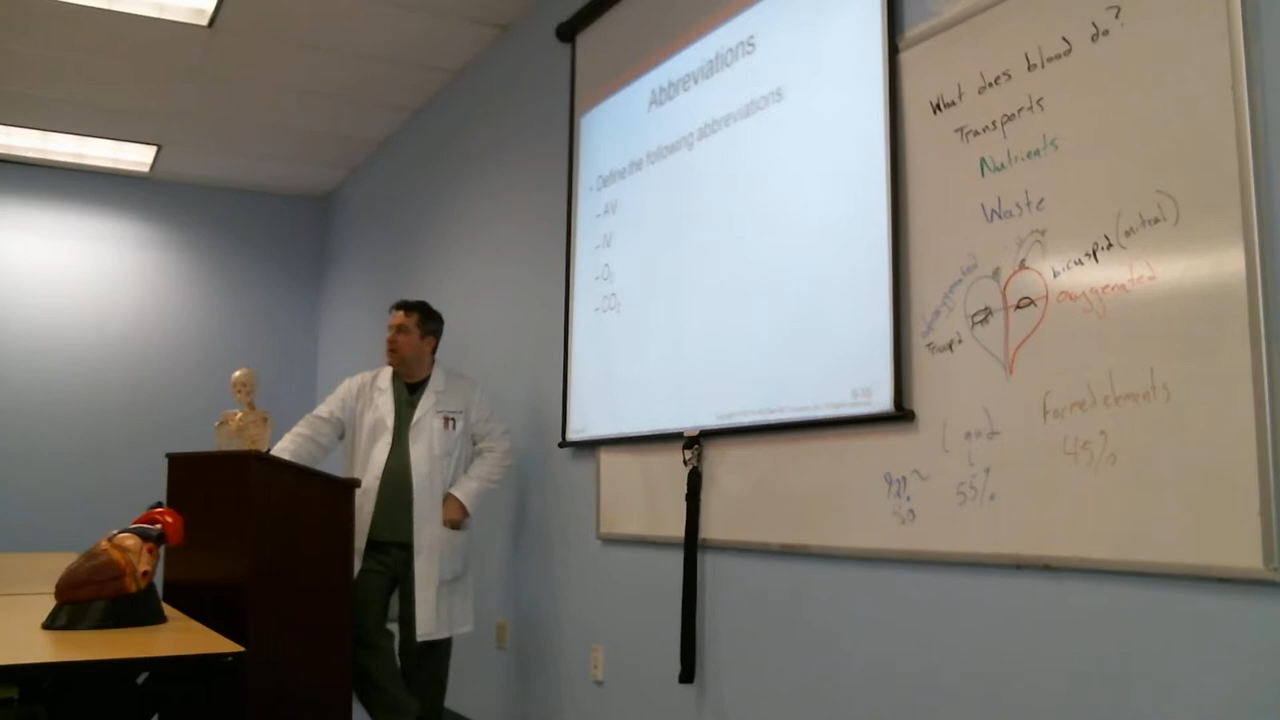 Abbreviations
• Define the following abbreviations:
– AV
– IV
– O₂
– CO₂
What does blood do?
Transports
Nutrients
Waste
bicuspid (mitral)
oxygenated
Tricuspid
Formed elements
45%
55%